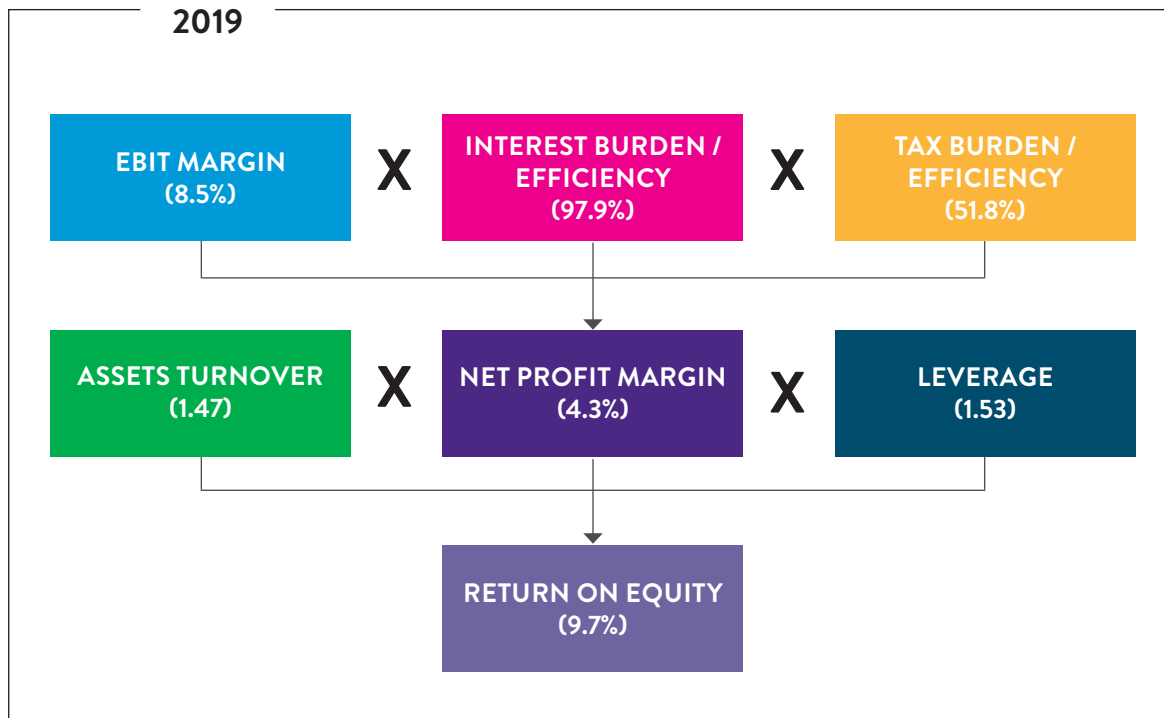 2019
EBIT MARGIN
(8.5%)
X
INTEREST BURDEN /
EFFICIENCY
(97.9%)
X
TAX BURDEN /
EFFICIENCY
(51.8%)
ASSETS TURNOVER
(1.47)
X
NET PROFIT MARGIN
(4.3%)
X
LEVERAGE
(1.53)
RETURN ON EQUITY
(9.7%)